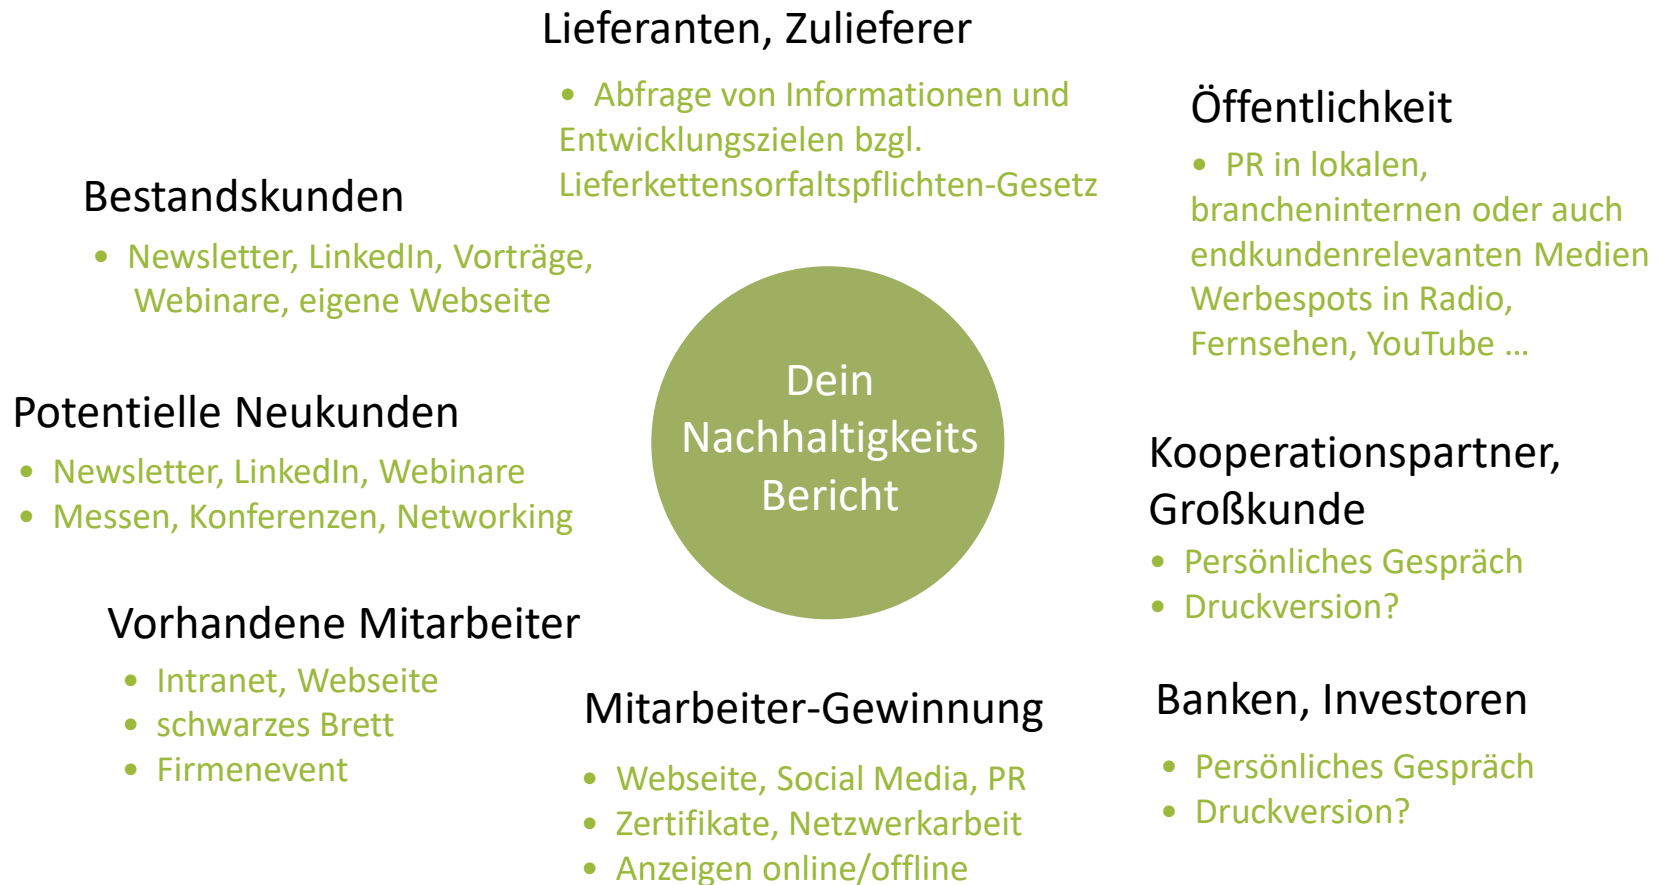 Lieferanten, Zulieferer
• Abfrage von Informationen und
Entwicklungszielen bzgl.
Lieferkettensorfaltspflichten-Gesetz
Öffentlichkeit
• PR in lokalen,
brancheninternen oder auch
endkundenrelevanten Medien
Werbespots in Radio,
Fernsehen, YouTube …
Bestandskunden
• Newsletter, LinkedIn, Vorträge,
Webinare, eigene Webseite
Dein
Nachhaltigkeits
Bericht
Potentielle Neukunden
• Newsletter, LinkedIn, Webinare
• Messen, Konferenzen, Networking
Kooperationspartner,
Großkunde
• Persönliches Gespräch
• Druckversion?
Vorhandene Mitarbeiter
• Intranet, Webseite
• schwarzes Brett
• Firmenevent
Mitarbeiter-Gewinnung
• Webseite, Social Media, PR
• Zertifikate, Netzwerkarbeit
• Anzeigen online/offline
Banken, Investoren
• Persönliches Gespräch
• Druckversion?